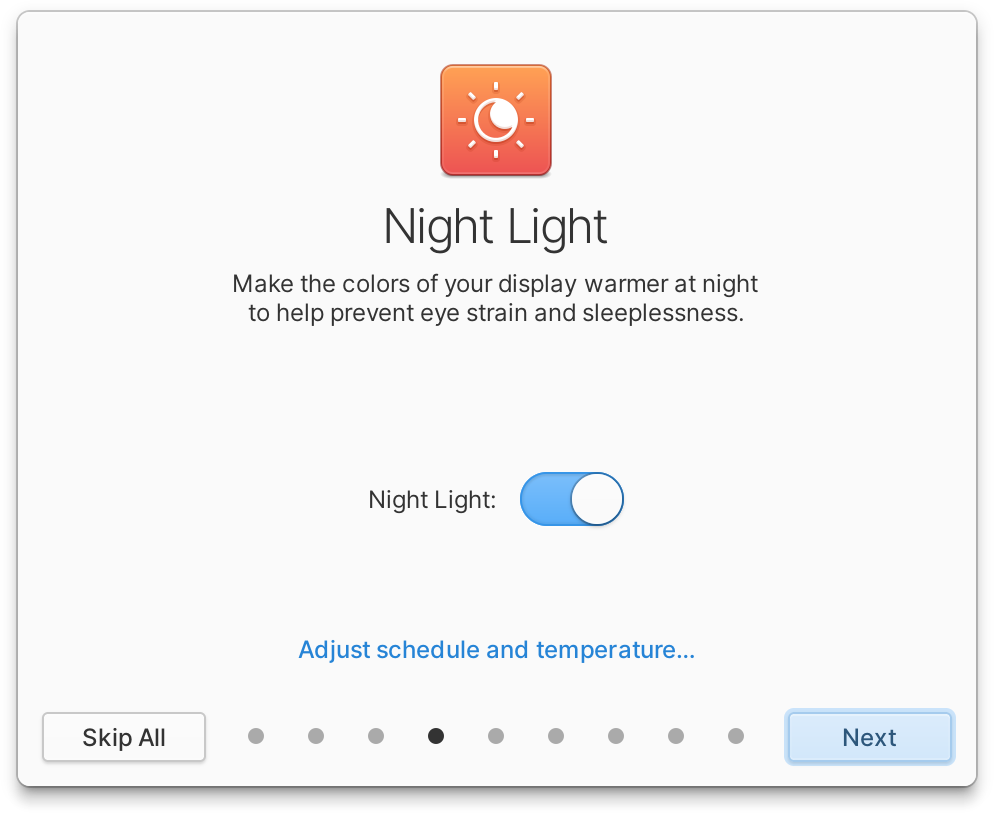 Night Light
Make the colors of your display warmer at night
to help prevent eye strain and sleeplessness.
Night Light:
Adjust schedule and temperature...
Skip All
Next